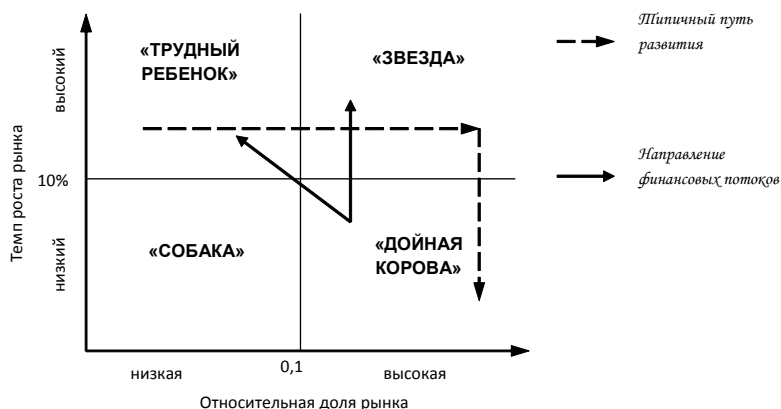 «ТРУДНЫЙ
РЕБЕНОК»
«ЗВЕЗДА»
Типичный путь
развития
высокий
Темп роста рынка
10%
Направление
финансовых потоков
низкий
«СОБАКА»
«ДОЙНАЯ
КОРОВА»
низкая
0,1
высокая
Относительная доля рынка